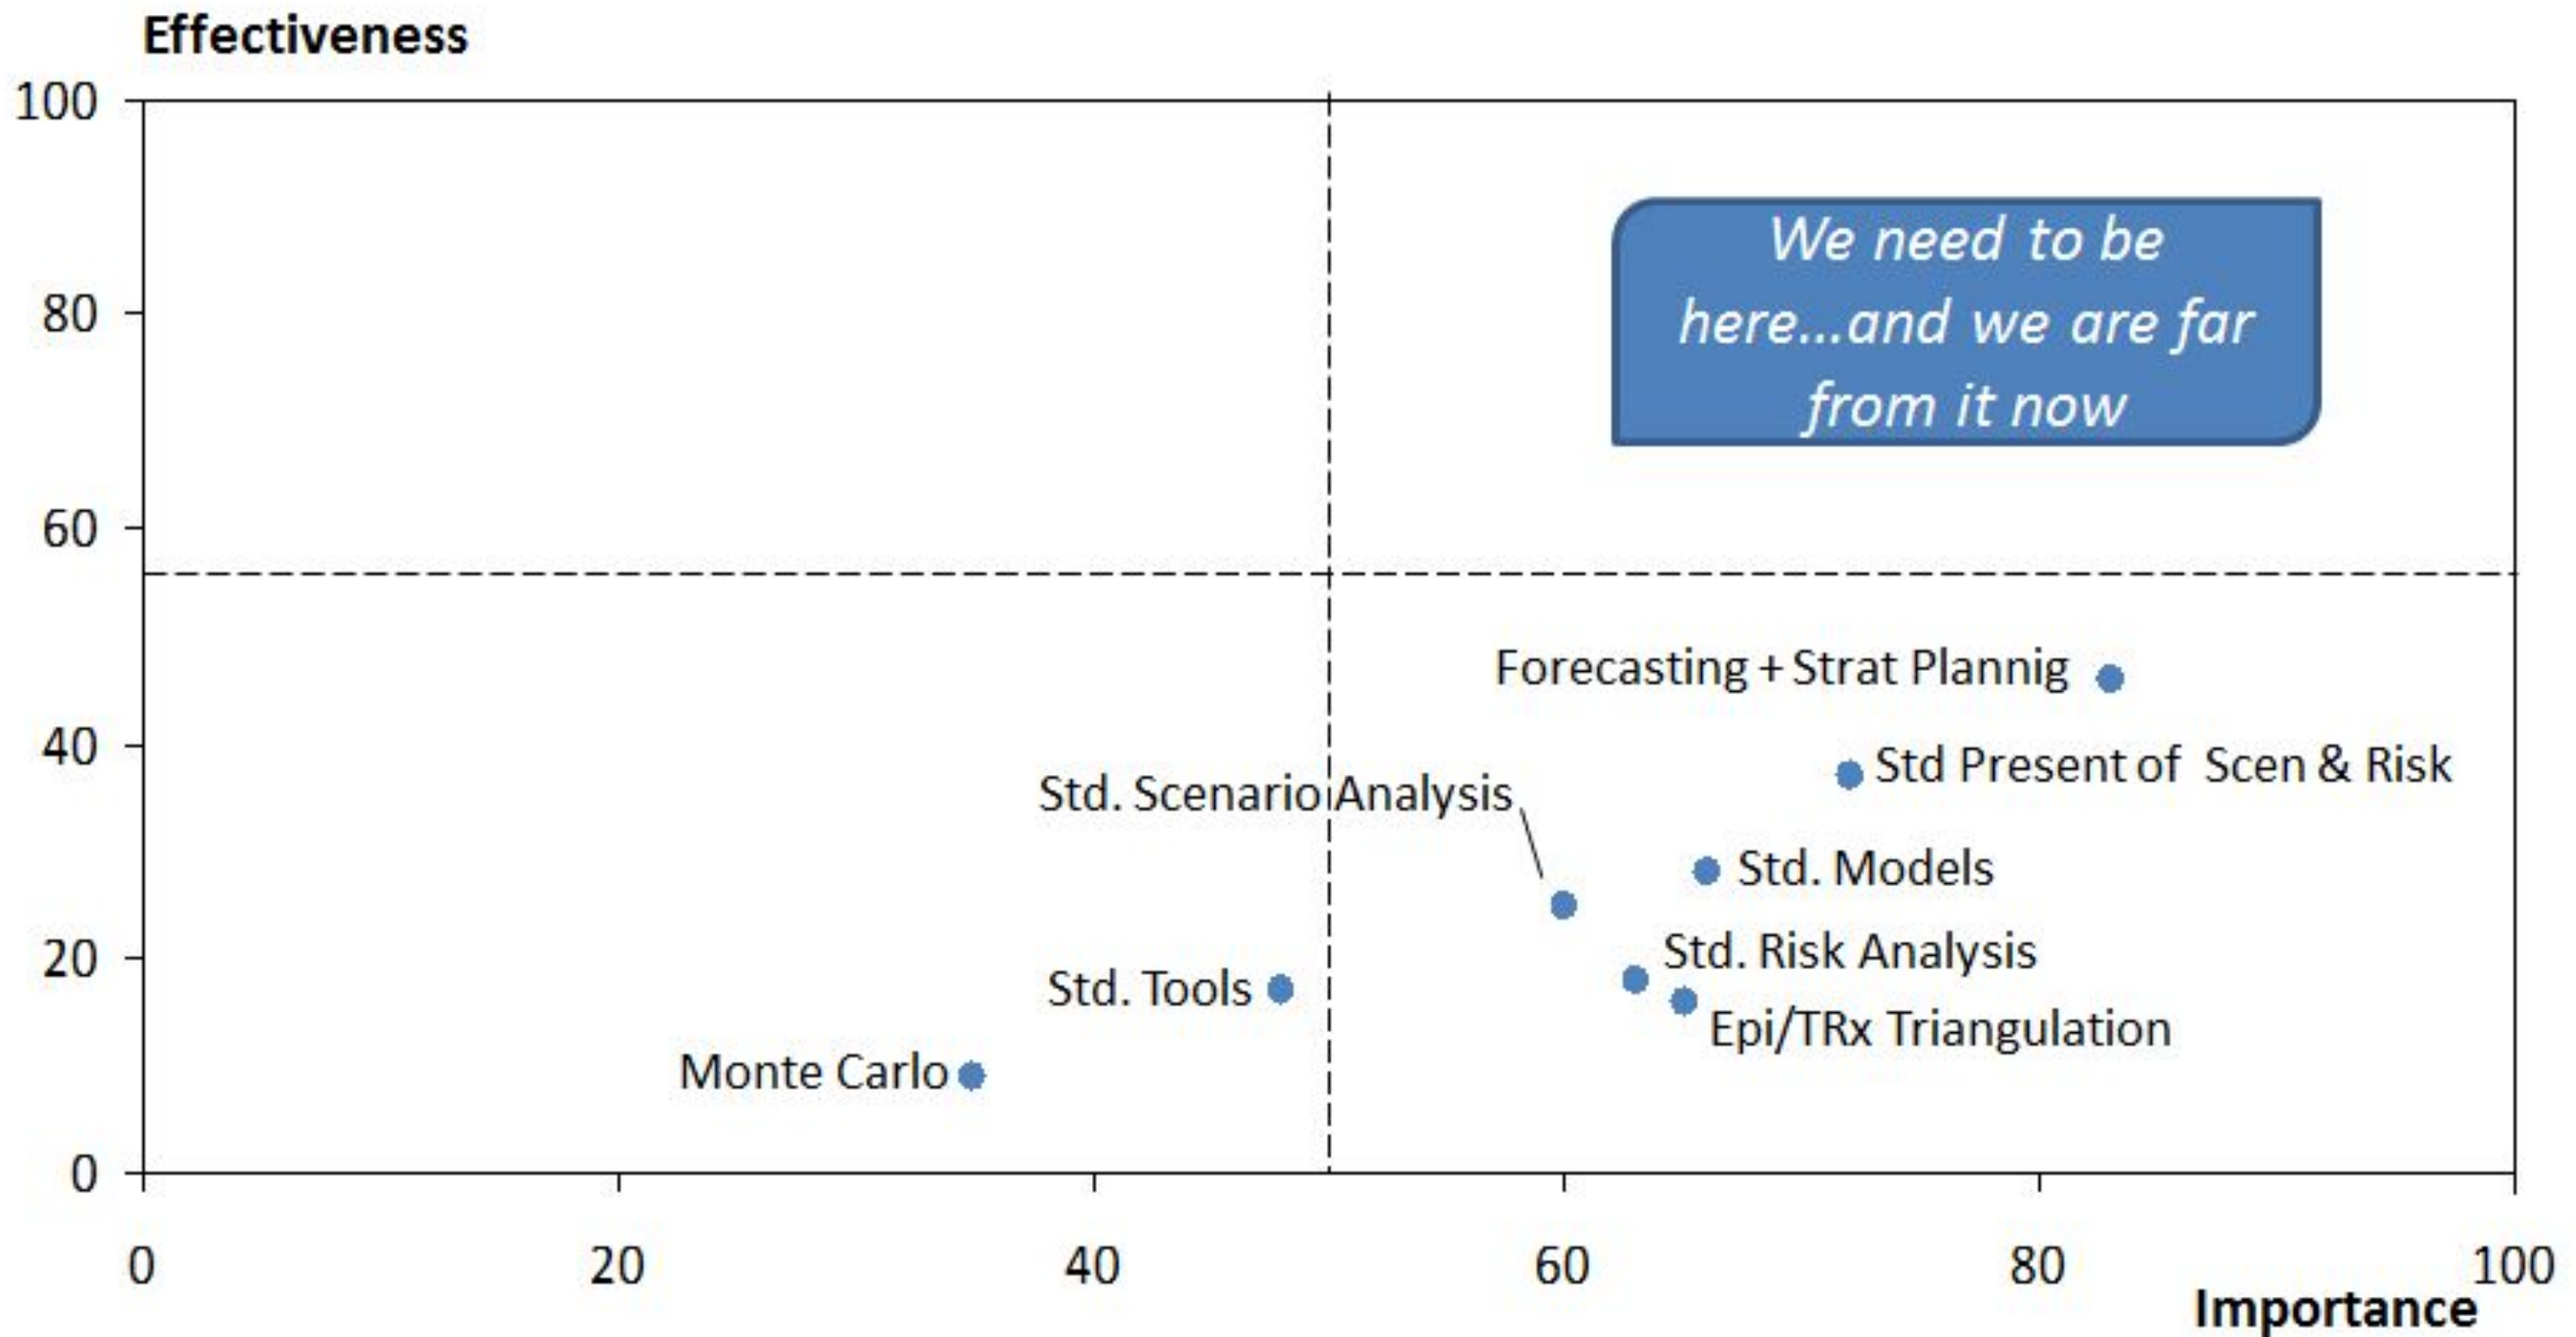 Effectiveness
100
We need to be
here...and we are far
from it now
80
60
Forecasting + Strat Plannig
40
Std Present of Scen & Risk
Std. Scenario Analysis
Std. Models
20
Std. Risk Analysis
Std. Tools
Epi/TRx Triangulation
Monte Carlo
0
0 20 40 60 80 100
Importance